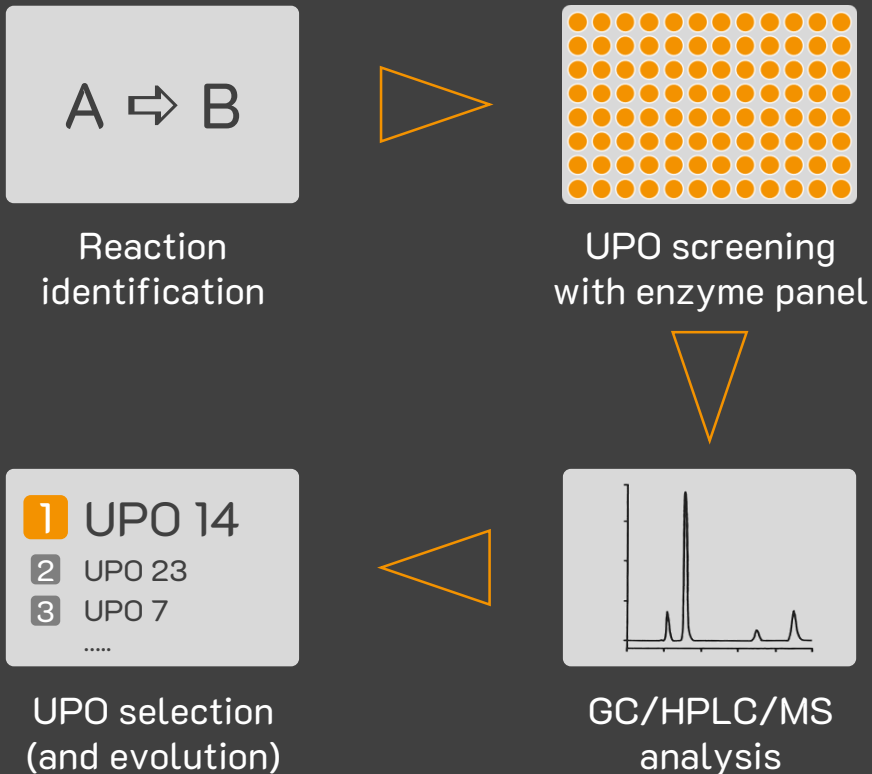 A ⇨ B
Reaction
identification
UPO screening
with enzyme panel
1 UPO 14
2 UPO 23
3 UPO 7
.....
UPO selection
(and evolution)
GC/HPLC/MS
analysis